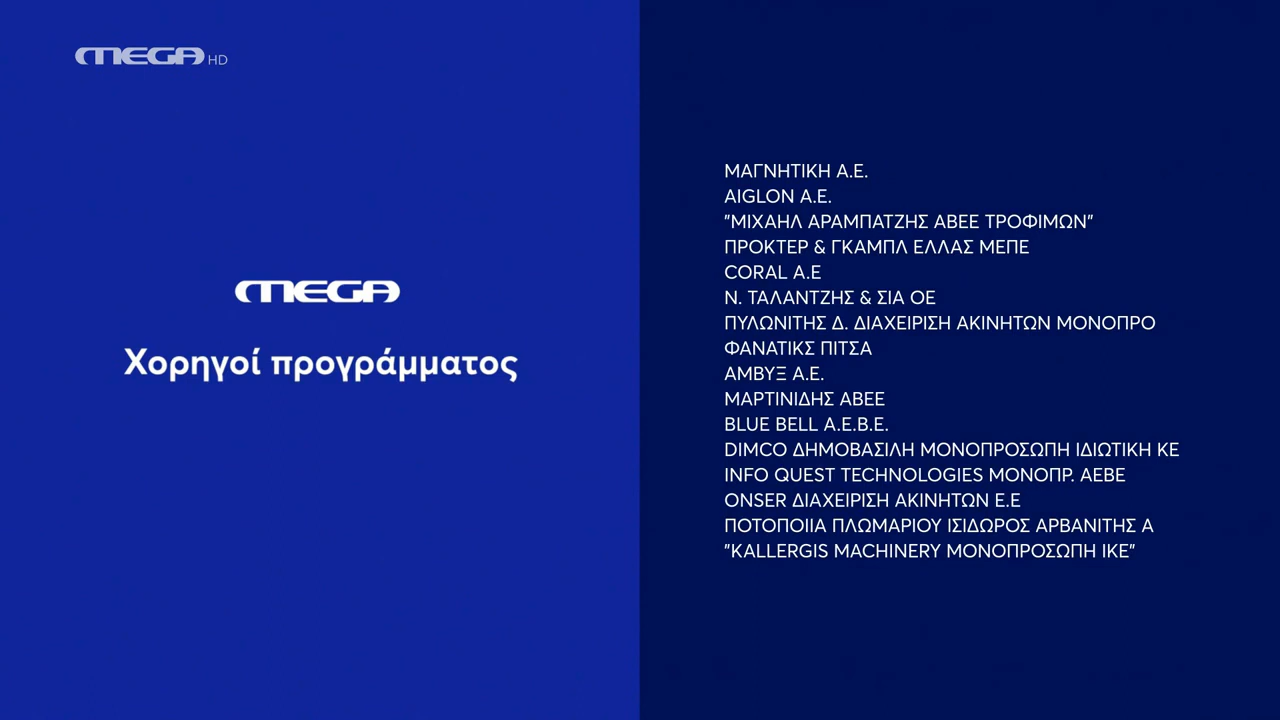 MEGA HD
MEGA
Χορηγοί προγράμματος
ΜΑΓΝΗΤΙΚΗ Α.Ε.
AIGLON Α.Ε.
"ΜΙΧΑΗΛ ΑΡΑΜΠΑΤΖΗΣ ΑΒΕΕ ΤΡΟΦΙΜΩΝ"
ΠΡΟΚΤΕΡ & ΓΚΑΜΠΛ ΕΛΛΑΣ ΜΕΠΕ
CORAL A.E
Ν. ΤΑΛΑΝΤΖΗΣ & ΣΙΑ ΟΕ
ΠΥΛΩΝΙΤΗΣ Δ. ΔΙΑΧΕΙΡΙΣΗ ΑΚΙΝΗΤΩΝ ΜΟΝΟΠΡΟ
ΦΑΝΑΤΙΚΣ ΠΙΤΣΑ
ΑΜΒΥΞ Α.Ε.
ΜΑΡΤΙΝΙΔΗΣ ΑΒΕΕ
BLUE BELL Α.Ε.Β.Ε.
DIMCO ΔΗΜΟΒΑΣΙΛΗ ΜΟΝΟΠΡΟΣΩΠΗ ΙΔΙΩΤΙΚΗ ΚΕ
INFO QUEST TECHNOLOGIES ΜΟΝΟΠΡ. ΑΕΒΕ
ONSER ΔΙΑΧΕΙΡΙΣΗ ΑΚΙΝΗΤΩΝ Ε.Ε
ΠΟΤΟΠΟΙΙΑ ΠΛΩΜΑΡΙΟΥ ΙΣΙΔΩΡΟΣ ΑΡΒΑΝΙΤΗΣ Α
"KALLERGIS MACHINERY ΜΟΝΟΠΡΟΣΩΠΗ ΙΚΕ"